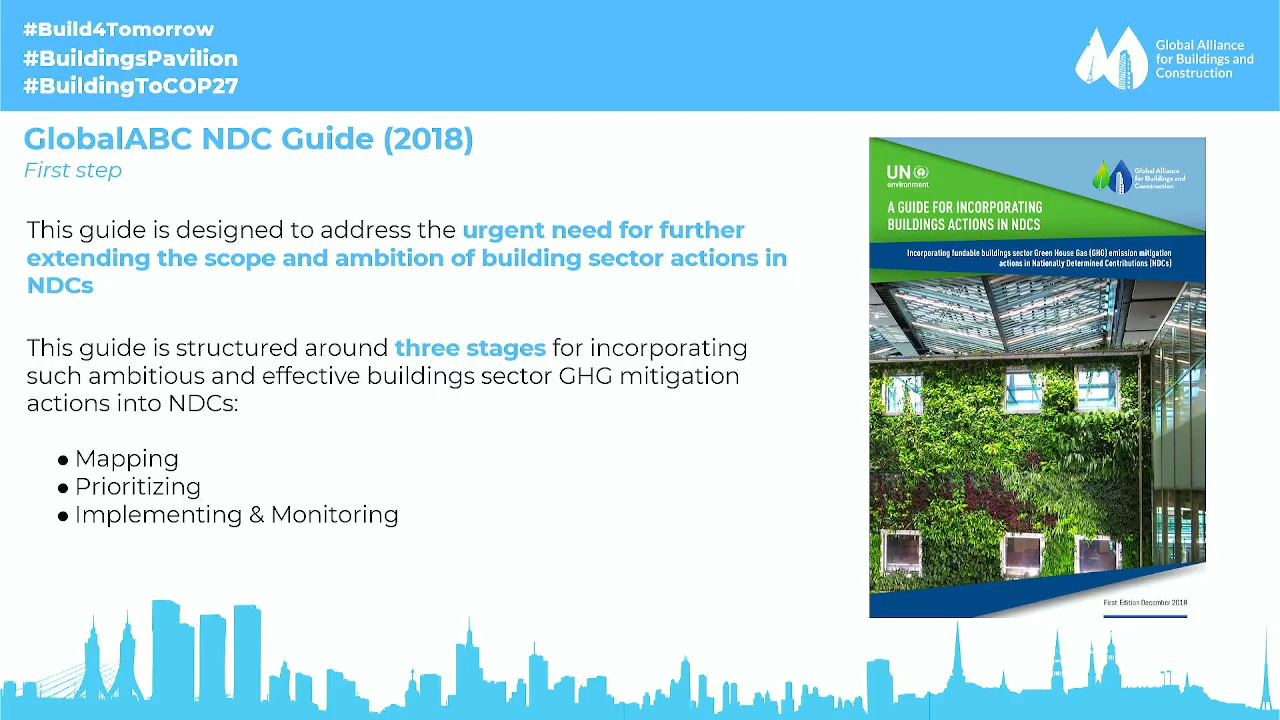 #Build4Tomorrow
#BuildingsPavilion
#BuildingToCOP27
Global Alliance
for Buildings and
Construction
GlobalABC NDC Guide (2018)
First step
This guide is designed to address the urgent need for further
extending the scope and ambition of building sector actions in
NDCs
This guide is structured around three stages for incorporating
such ambitious and effective buildings sector GHG mitigation
actions into NDCs:
● Mapping
● Prioritizing
● Implementing & Monitoring
UN
environment
Global Alliance
for Buildings and
Construction
A GUIDE FOR INCORPORATING
BUILDINGS ACTIONS IN NDCS
Incorporating fundable buildings sector Green House Gas (GHG) emission mitigation
actions in Nationally Determined Contributions (NDCs)
First Edition December 2018